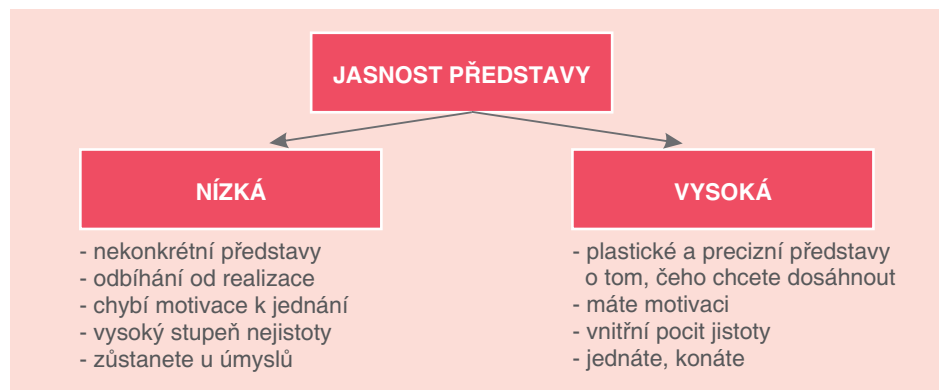 JASNOST PŘEDSTAVY
NÍZKÁ
- nekonkrétní představy
- odbíhání od realizace
- chybí motivace k jednání
- vysoký stupeň nejistoty
- zůstanete u úmyslů
VYSOKÁ
- plastické a precizní představy
o tom, čeho chcete dosáhnout
- máte motivaci
- vnitřní pocit jistoty
- jednáte, konáte